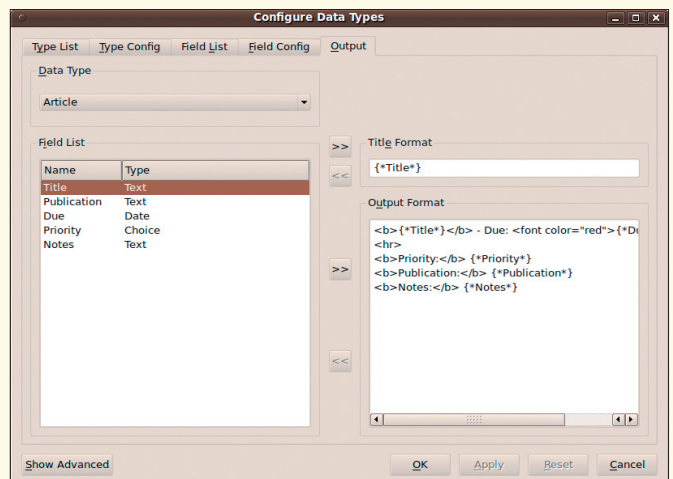 Configure Data Types
Type List Type Config Field List Field Config Output
Data Type
Article
Field List
Name Type
Title Text
Publication Text
Due Date
Priority Choice
Notes Text
>>
<<
>>
<<
Title Format
{*Title*}
Output Format
<b>{*Title*}</b> - Due: <font color="red">{*Du
<hr>
<b>Priority:</b> {*Priority*}
<b>Publication:</b> {*Publication*}
<b>Notes:</b> {*Notes*}
Show Advanced OK Apply Reset Cancel